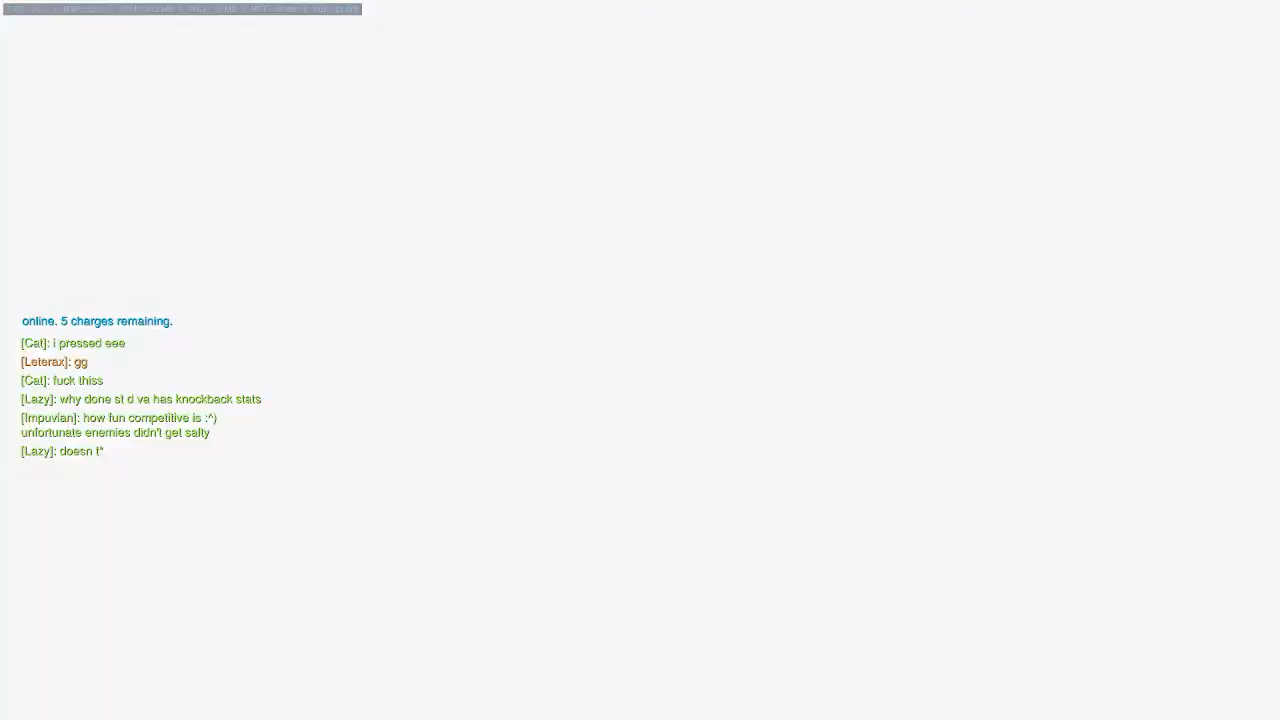 online. 5 charges remaining.
[Cat]: i pressed eee
[Leterax]: gg
[Cat]: fuck thiss
[Lazy]: why done st d va has knockback stats
[Impuvian]: how fun competitive is :^)
unfortunate enemies didn't get salty
[Lazy]: doesn t*